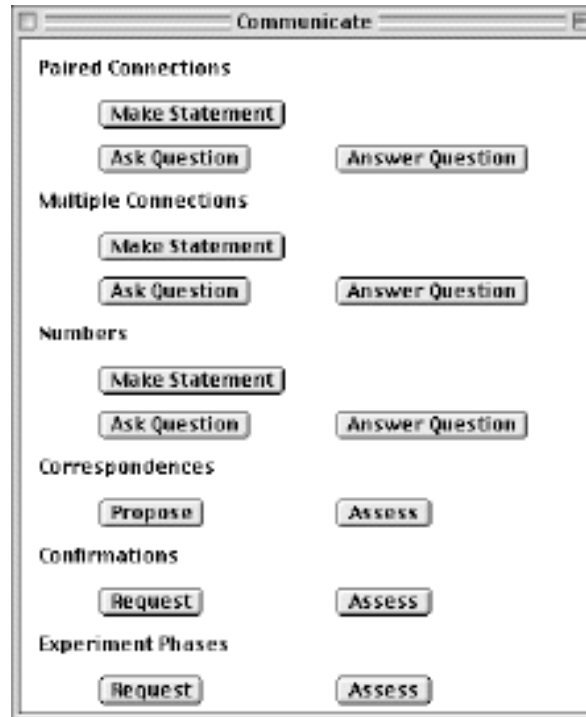 Communicate
Paired Connections
Make Statement
Ask Question Answer Question
Multiple Connections
Make Statement
Ask Question Answer Question
Numbers
Make Statement
Ask Question Answer Question
Correspondences
Propose Assess
Confirmations
Request Assess
Experiment Phases
Request Assess